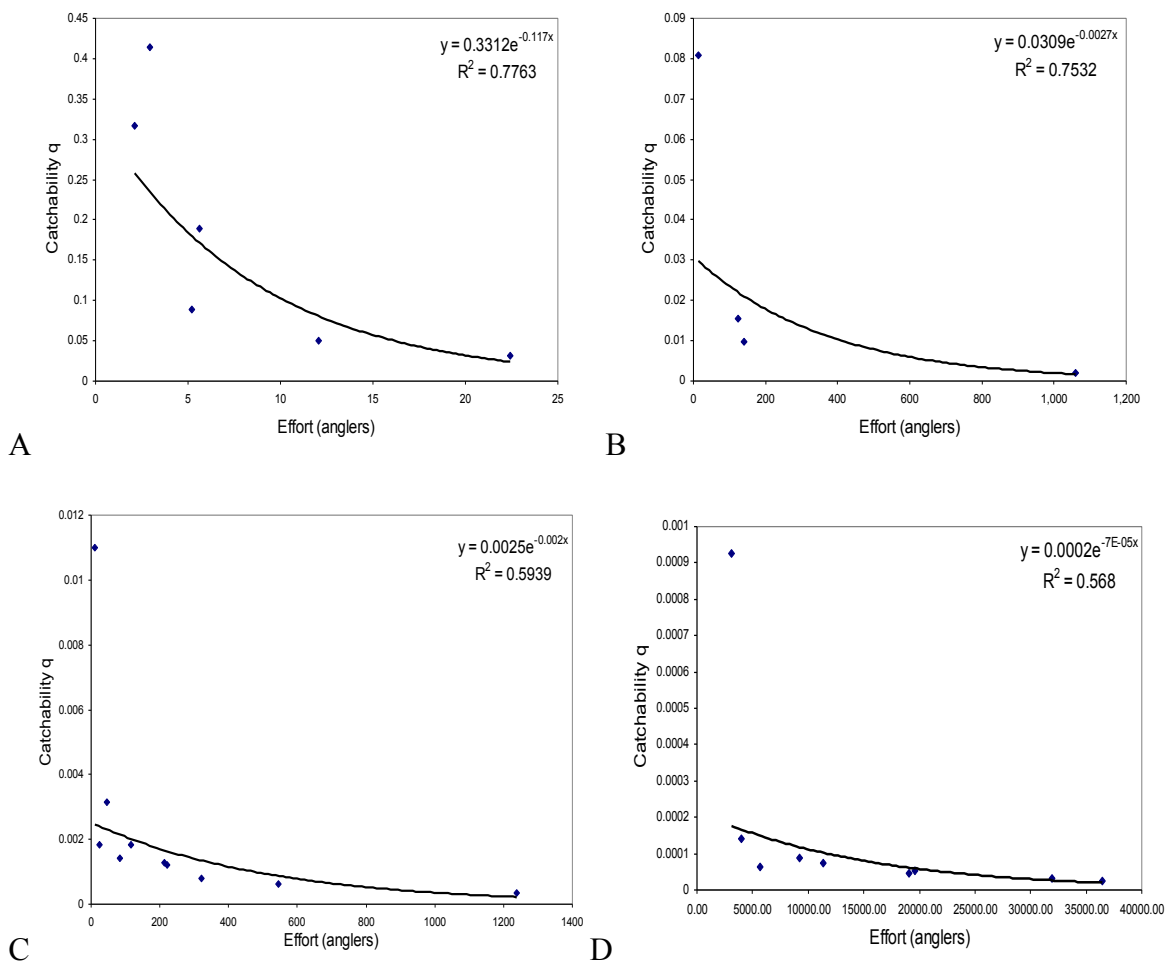 0.45
0.4
0.35
0.3
0.25
0.2
0.15
0.1
0.05
0
Catchability q
y = 0.3312e^-0.117x
R² = 0.7763
0 5 10 15 20 25
Effort (anglers)
A
0.09
0.08
0.07
0.06
0.05
0.04
0.03
0.02
0.01
0
Catchability q
y = 0.0309e^-0.0027x
R² = 0.7532
0 200 400 600 800 1,000 1,200
Effort (anglers)
B
0.012
0.01
0.008
0.006
0.004
0.002
0
Catchability q
y = 0.0025e^-0.002x
R² = 0.5939
0 200 400 600 800 1000 1200 1400
Effort (anglers)
C
0.001
0.0009
0.0008
0.0007
0.0006
0.0005
0.0004
0.0003
0.0002
0.0001
0
Catchability q
y = 0.0002e^-7E-05x
R² = 0.568
0.00 5000.00 10000.00 15000.00 20000.00 25000.00 30000.00 35000.00 40000.00
Effort (anglers)
D